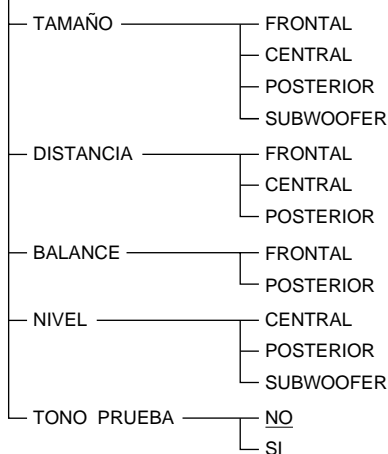 TAMAÑO FRONTAL
CENTRAL
POSTERIOR
SUBWOOFER
DISTANCIA FRONTAL
CENTRAL
POSTERIOR
BALANCE FRONTAL
POSTERIOR
NIVEL CENTRAL
POSTERIOR
SUBWOOFER
TONO PRUEBA NO
SI